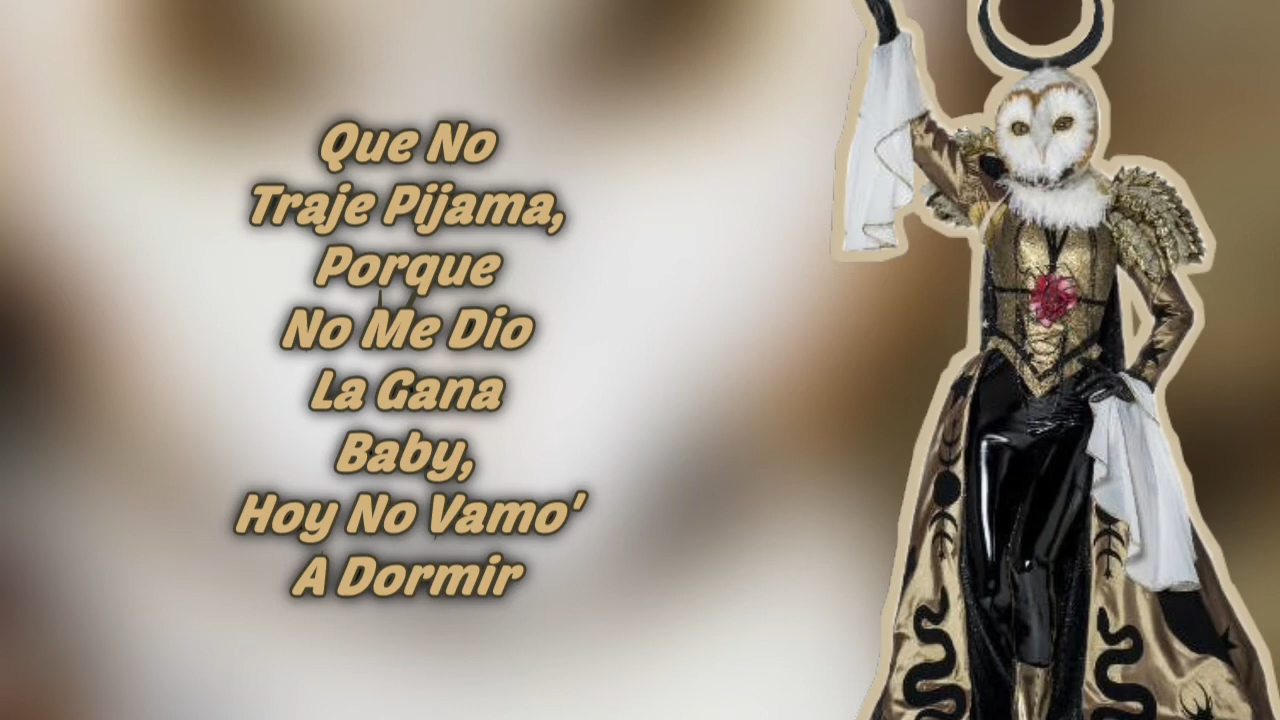 Que No
Traje Pijama,
Porque
No Me Dio
La Gana
Baby,
Hoy No Vamo'
A Dormir